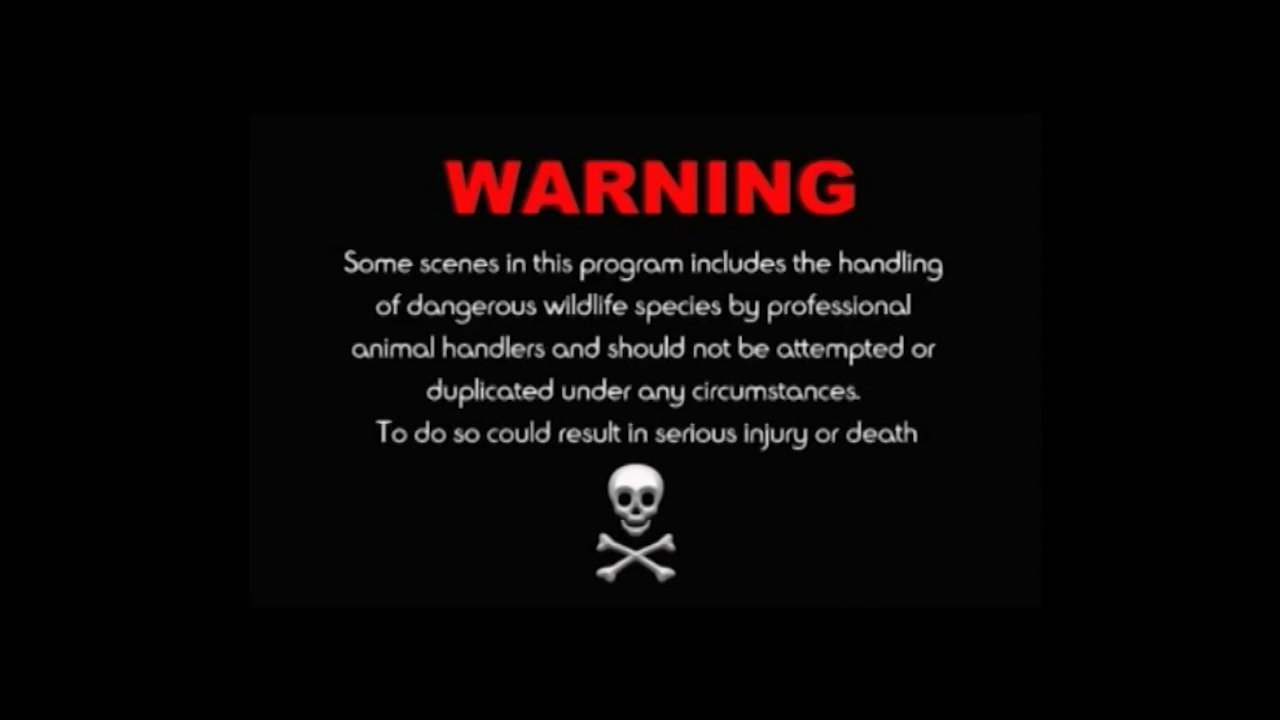 WARNING
Some scenes in this program includes the handling
of dangerous wildlife species by professional
animal handlers and should not be attempted or
duplicated under any circumstances.
To do so could result in serious injury or death